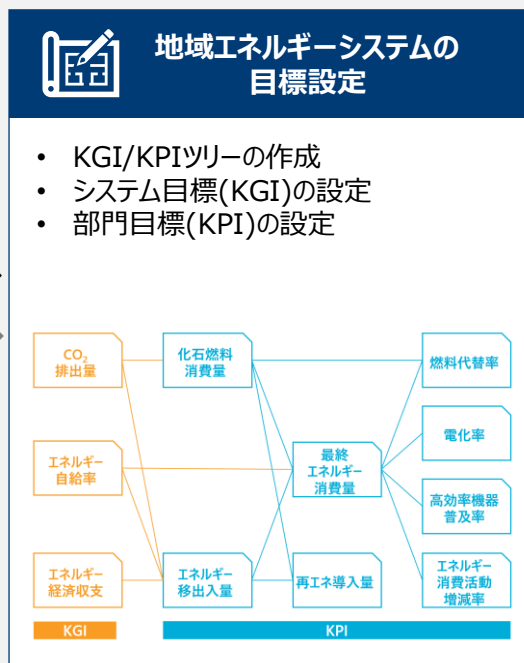 地域エネルギーシステムの
目標設定
• KGI/KPIツリーの作成
• システム目標(KGI)の設定
• 部門目標(KPI)の設定
CO₂
排出量
化石燃料
消費量
燃料代替率
電化率
エネルギー
自給率
最終
エネルギー
消費量
高効率機器
普及率
エネルギー
経済収支
エネルギー
移出入量
再エネ導入量
エネルギー
消費活動
増減率
KGI
KPI